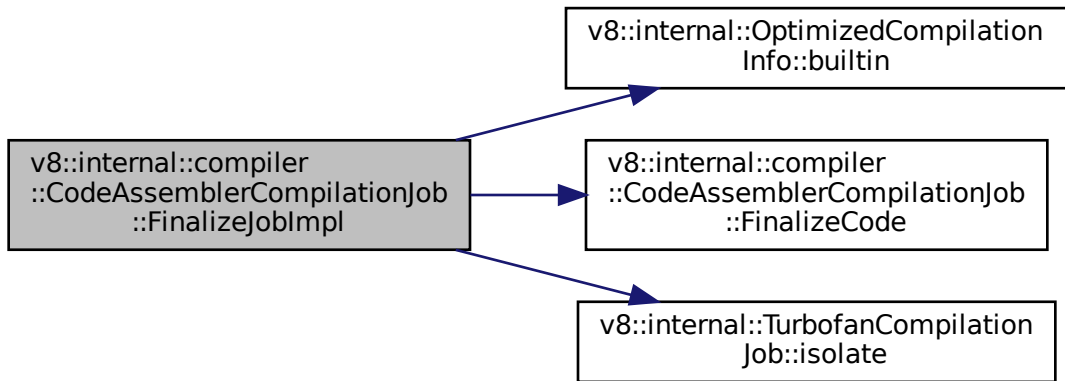 v8::internal::OptimizedCompilation
Info::builtin
v8::internal::compiler
::CodeAssemblerCompilationJob
::FinalizeJobImpl
v8::internal::compiler
::CodeAssemblerCompilationJob
::FinalizeCode
v8::internal::TurbofanCompilation
Job::isolate